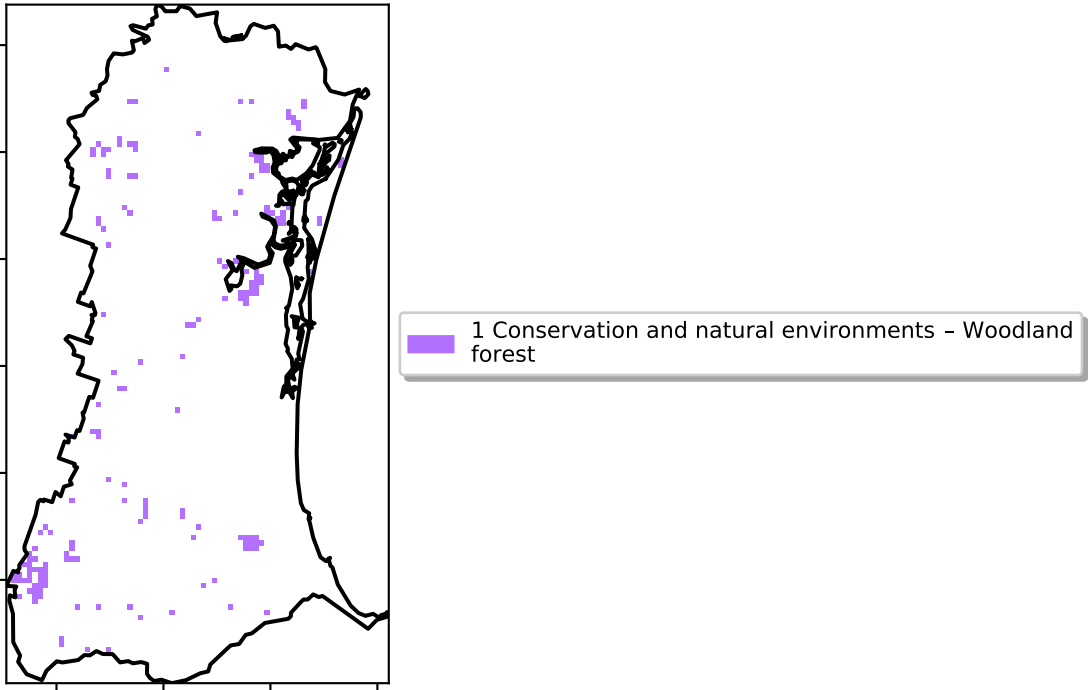 1 Conservation and natural environments – Woodland
forest